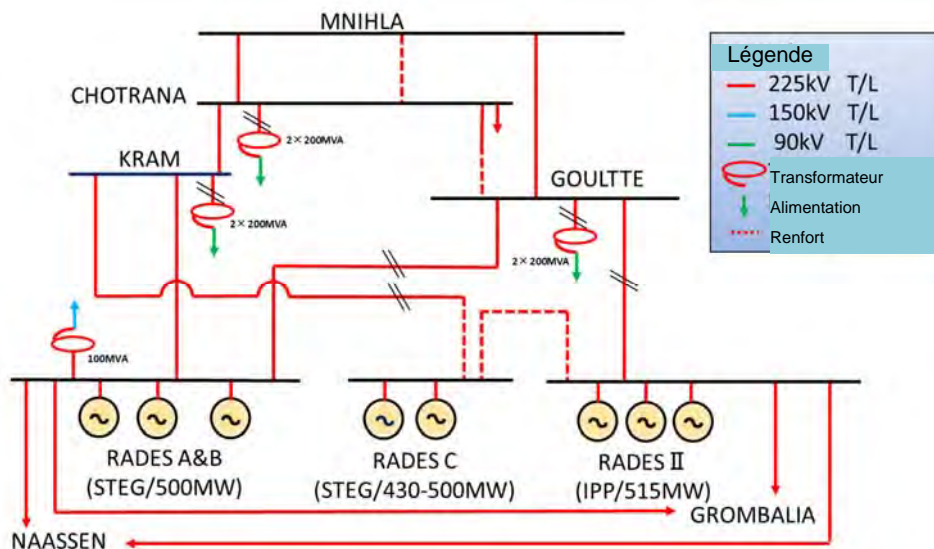 MNIHLA
Légende
225kV T/L
150kV T/L
90kV T/L
Transformateur
Alimentation
Renfort
CHOTRANA
2×200MVA
KRAM
2×200MVA
GOULTTE
2×200MVA
100MVA
RADES A&B
(STEG/500MW)
RADES C
(STEG/430-500MW)
RADES Ⅱ
(IPP/515MW)
GROMBALIA
NAASSEN